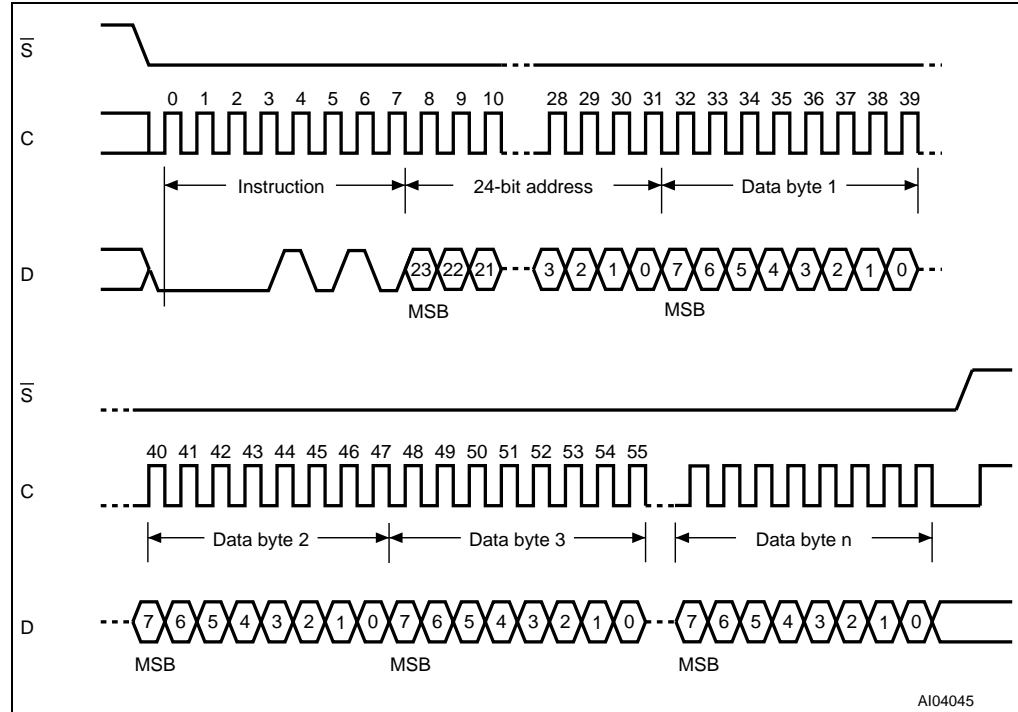 S̅
0 1 2 3 4 5 6 7 8 9 10 28 29 30 31 32 33 34 35 36 37 38 39
C
Instruction 24-bit address Data byte 1
D
23 22 21 3 2 1 0 7 6 5 4 3 2 1 0
MSB MSB
S̅
40 41 42 43 44 45 46 47 48 49 50 51 52 53 54 55
C
Data byte 2 Data byte 3 Data byte n
D
7 6 5 4 3 2 1 0 7 6 5 4 3 2 1 0 7 6 5 4 3 2 1 0
MSB MSB MSB
AI04045